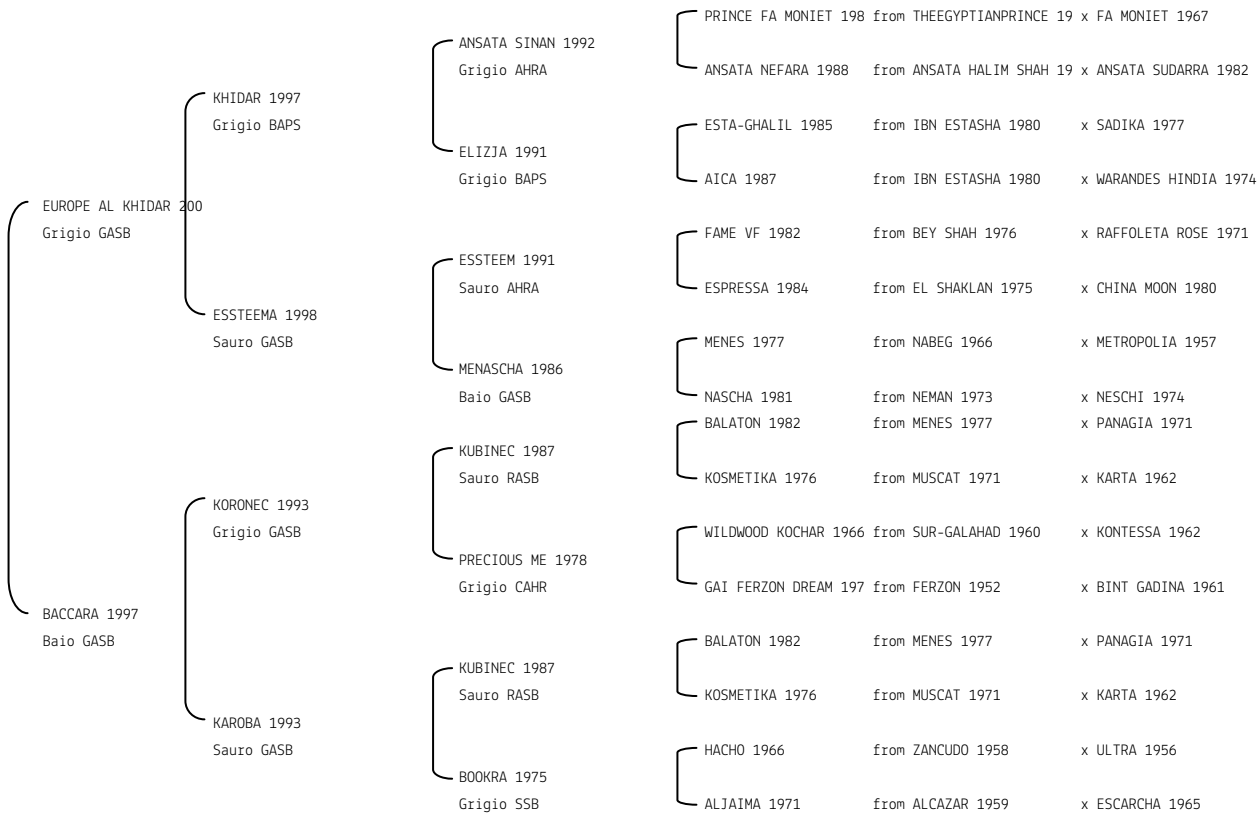 PRINCE FA MONIET 198 from THEEGYPTIANPRINCE 19 x FA MONIET 1967
ANSATA SINAN 1992
Grigio AHRA
ANSATA NEFARA 1988 from ANSATA HALIM SHAH 19 x ANSATA SUDARRA 1982
KHIDAR 1997
Grigio BAPS
ESTA-GHALIL 1985 from IBN ESTASHA 1980 x SADIKA 1977
ELIZJA 1991
Grigio BAPS
AICA 1987 from IBN ESTASHA 1980 x WARANDES HINDIA 1974
EUROPE AL KHIDAR 200
Grigio GASB
FAME VF 1982 from BEY SHAH 1976 x RAFFOLETA ROSE 1971
ESSTEEM 1991
Sauro AHRA
ESPRESSA 1984 from EL SHAKLAN 1975 x CHINA MOON 1980
ESSTEEMA 1998
Sauro GASB
MENES 1977 from NABEG 1966 x METROPOLIA 1957
MENASCHA 1986
Baio GASB
NASCHA 1981 from NEMAN 1973 x NESCHI 1974
BALATON 1982 from MENES 1977 x PANAGIA 1971
KUBINEC 1987
Sauro RASB
KOSMETIKA 1976 from MUSCAT 1971 x KARTA 1962
KORONEC 1993
Grigio GASB
WILDWOOD KOCHAR 1966 from SUR-GALAHAD 1960 x KONTESSA 1962
PRECIOUS ME 1978
Grigio CAHR
GAI FERZON DREAM 197 from FERZON 1952 x BINT GADINA 1961
BACCARA 1997
Baio GASB
BALATON 1982 from MENES 1977 x PANAGIA 1971
KUBINEC 1987
Sauro RASB
KOSMETIKA 1976 from MUSCAT 1971 x KARTA 1962
KAROBA 1993
Sauro GASB
HACHO 1966 from ZANCUDO 1958 x ULTRA 1956
BOOKRA 1975
Grigio SSB
ALJAIMA 1971 from ALCAZAR 1959 x ESCARCHA 1965